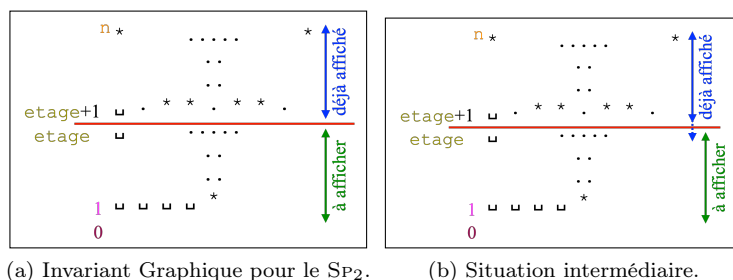 n * ..... * déjà affiché
..
..
etage+1 ␣ . * * . * * .
etage ␣ ..... à afficher
..
..
1 ␣ ␣ ␣ ␣ *
0
(a) Invariant Graphique pour le SP2.
n * ..... * déjà affiché
..
..
etage+1 ␣ . * * . * * .
etage ␣ ..... à afficher
..
..
1 ␣ ␣ ␣ ␣ *
0
(b) Situation intermédiaire.